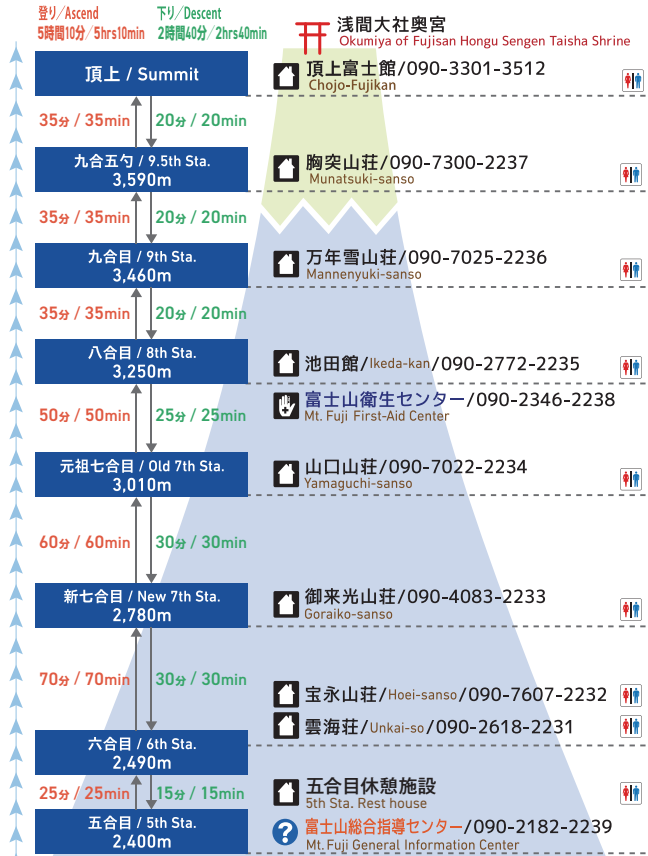 登り/Ascend
5時間10分/5hrs10min
下り/Descent
2時間40分/2hrs40min
浅間大社奥宮
Okumiya of Fujisan Hongu Sengen Taisha Shrine
頂上 / Summit
頂上富士館/090-3301-3512
Chojo-Fujikan
35分 / 35min
20分 / 20min
九合五勺 / 9.5th Sta.
3,590m
胸突山荘/090-7300-2237
Munatsuki-sanso
35分 / 35min
20分 / 20min
九合目 / 9th Sta.
3,460m
万年雪山荘/090-7025-2236
Mannenyuki-sanso
35分 / 35min
20分 / 20min
八合目 / 8th Sta.
3,250m
池田館/Ikeda-kan/090-2772-2235
富士山衛生センター/090-2346-2238
Mt. Fuji First-Aid Center
50分 / 50min
25分 / 25min
元祖七合目 / Old 7th Sta.
3,010m
山口山荘/090-7022-2234
Yamaguchi-sanso
60分 / 60min
30分 / 30min
新七合目 / New 7th Sta.
2,780m
御来光山荘/090-4083-2233
Goraiko-sanso
70分 / 70min
30分 / 30min
宝永山荘/Hoei-sanso/090-7607-2232
雲海荘/Unkai-so/090-2618-2231
六合目 / 6th Sta.
2,490m
25分 / 25min
15分 / 15min
五合目休憩施設
5th Sta. Rest house
五合目 / 5th Sta.
2,400m
?
富士山総合指導センター/090-2182-2239
Mt. Fuji General Information Center